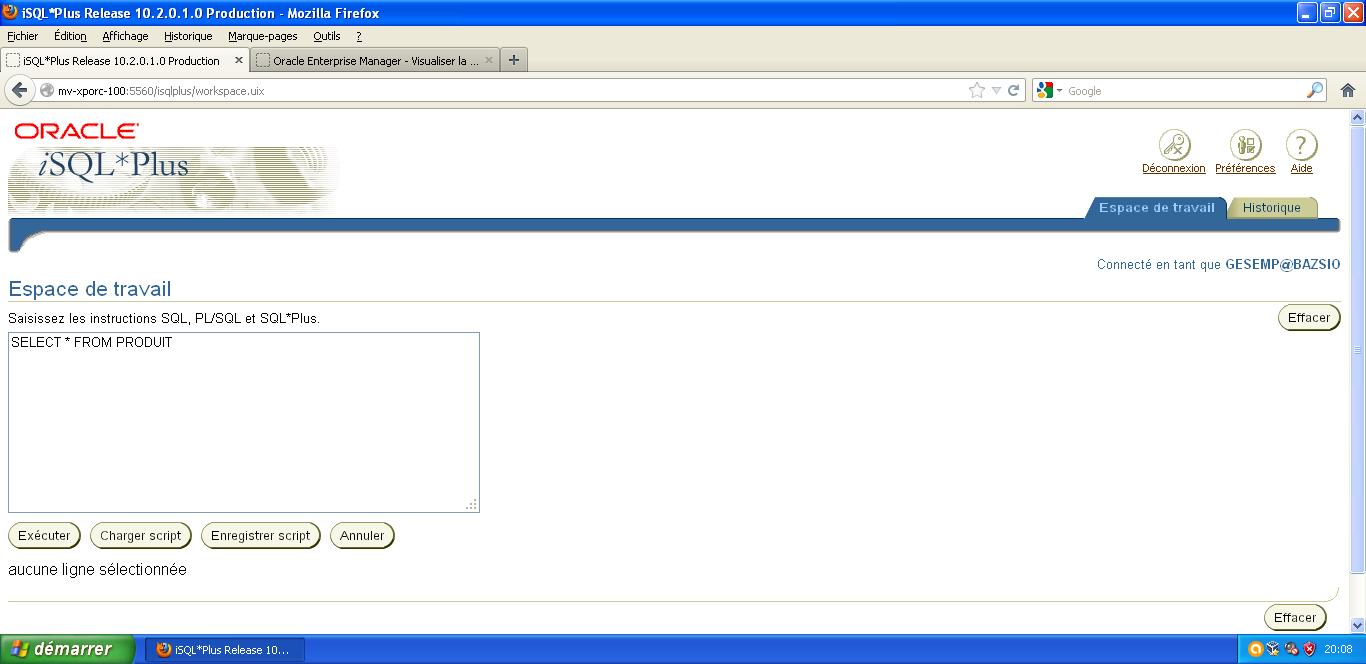 iSQL*Plus Release 10.2.0.1.0 Production - Mozilla Firefox
Fichier Édition Affichage Historique Marque-pages Outils ?
iSQL*Plus Release 10.2.0.1.0 Production × Oracle Enterprise Manager - Visualiser la ... × +
mv-xporc-100:5560/isqlplus/workspace.uix Google
ORACLE
iSQL*Plus
Déconnexion Préférences ? Aide
Espace de travail Historique
Connecté en tant que GESEMP@BAZSIO
Espace de travail
Saisissez les instructions SQL, PL/SQL et SQL*Plus.
Effacer
SELECT * FROM PRODUIT
Exécuter Charger script Enregistrer script Annuler
aucune ligne sélectionnée
Effacer
démarrer iSQL*Plus Release 10... 20:08